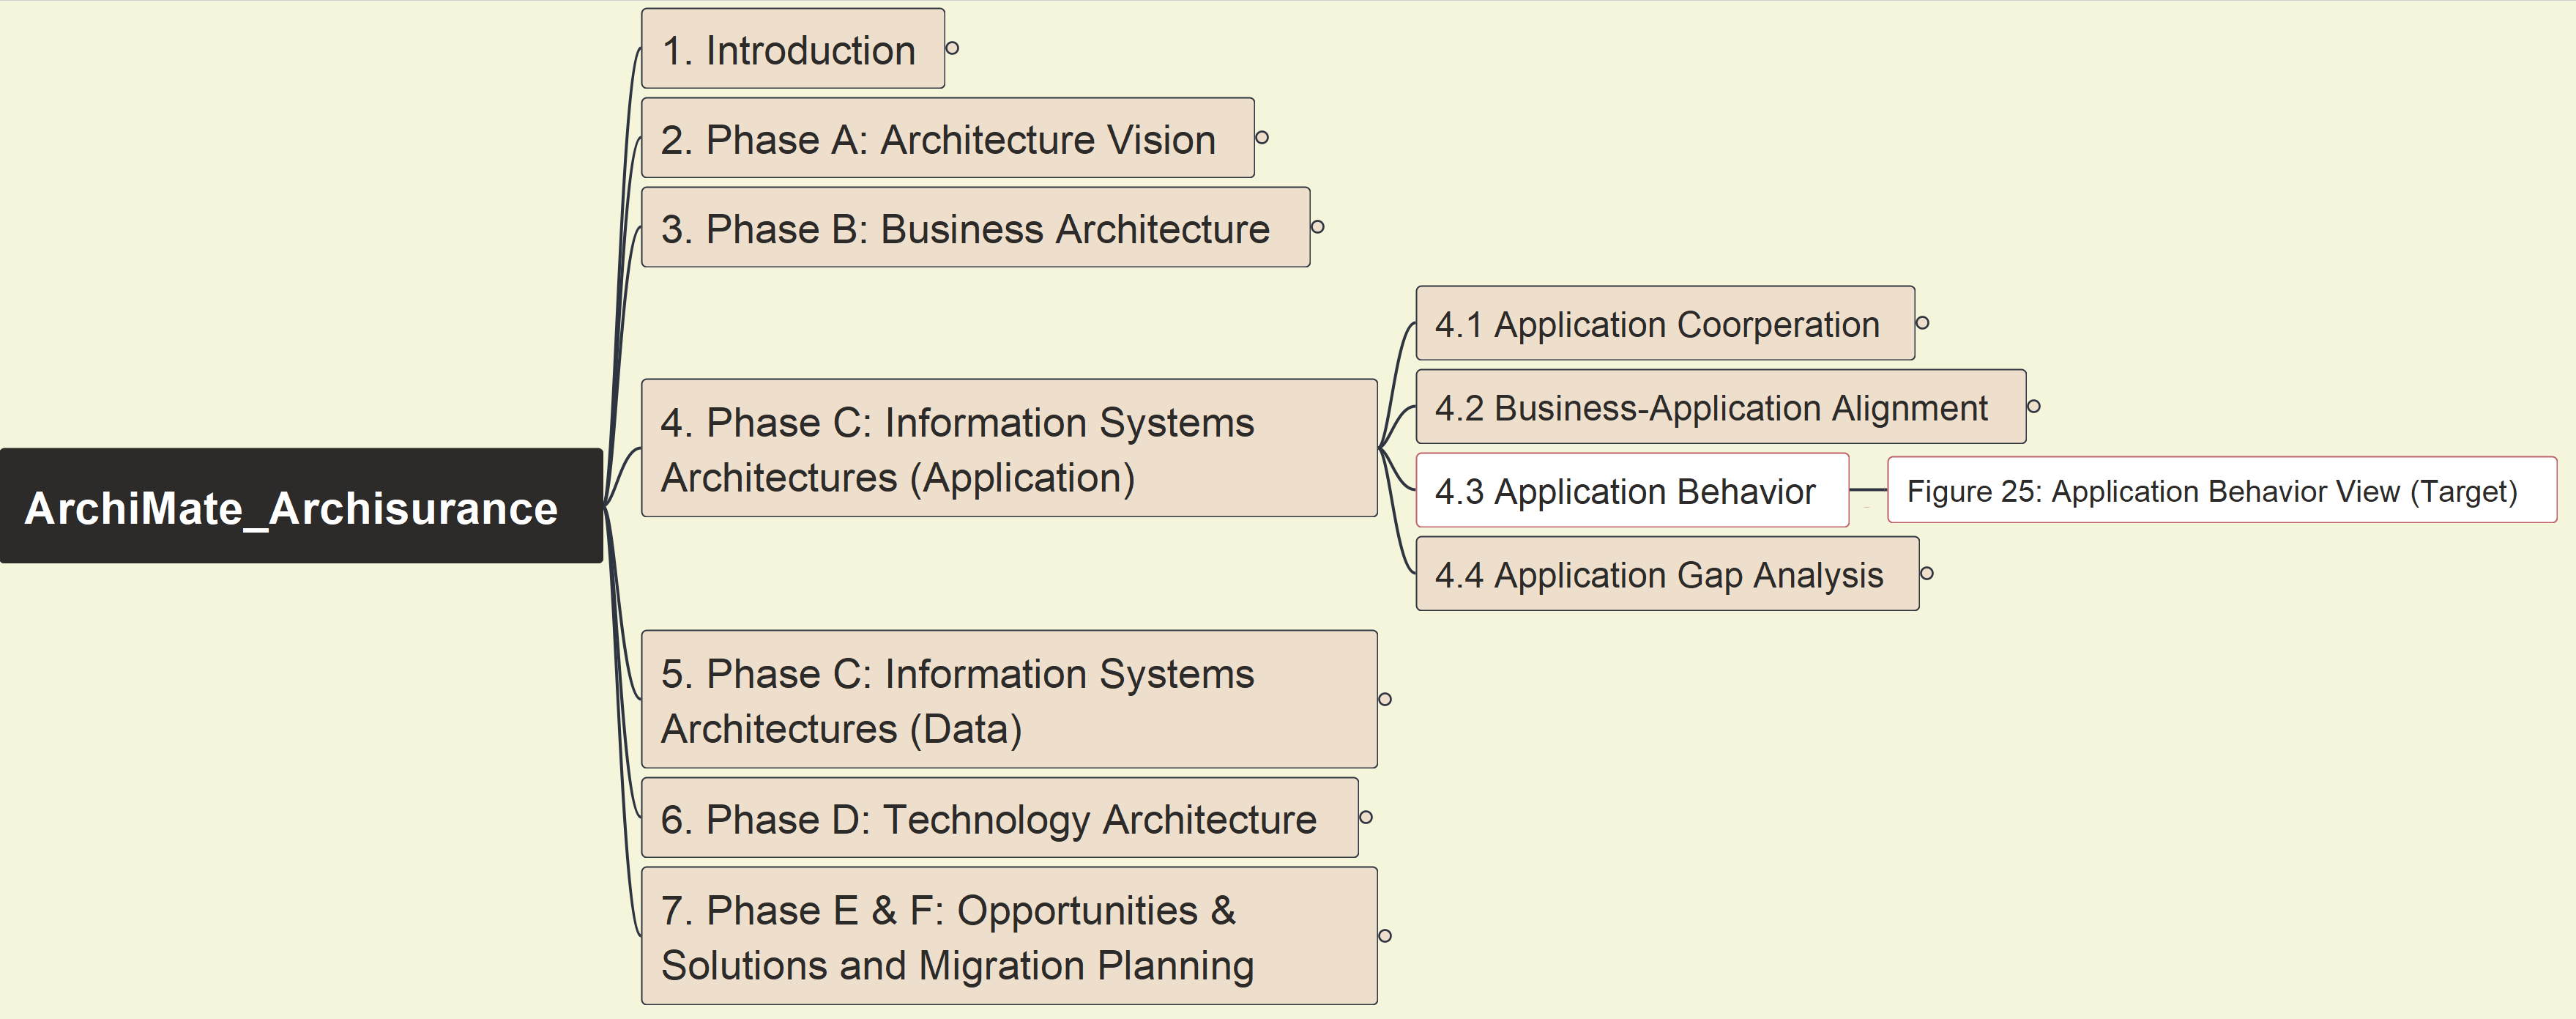 1. Introduction
2. Phase A: Architecture Vision
3. Phase B: Business Architecture
4.1 Application Coorperation
4. Phase C: Information Systems
Architectures (Application)
4.2 Business-Application Alignment
ArchiMate_Archisurance
4.3 Application Behavior
Figure 25: Application Behavior View (Target)
4.4 Application Gap Analysis
5. Phase C: Information Systems
Architectures (Data)
6. Phase D: Technology Architecture
7. Phase E & F: Opportunities &
Solutions and Migration Planning